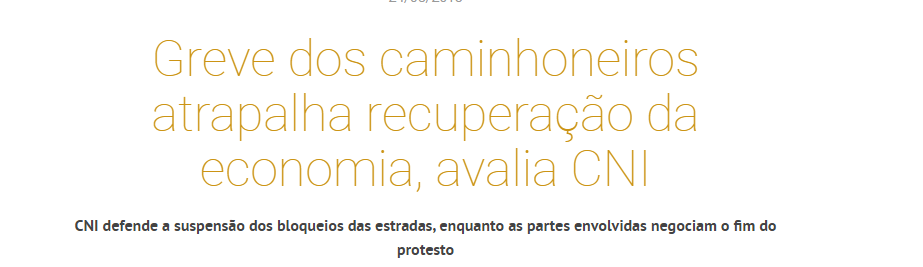 Greve dos caminhoneiros
atrapalha recuperação da
economia, avalia CNI
CNI defende a suspensão dos bloqueios das estradas, enquanto as partes envolvidas negociam o fim do
protesto